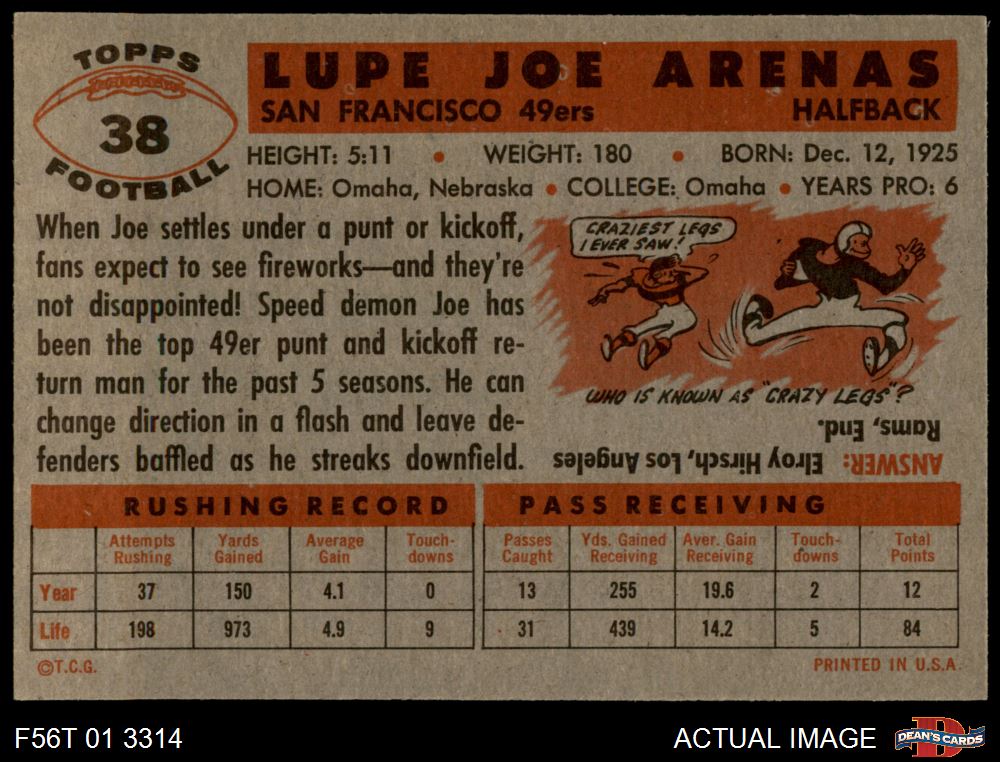 TOPPS
38
FOOTBALL
LUPE JOE ARENAS
SAN FRANCISCO 49ers HALFBACK
HEIGHT: 5:11 • WEIGHT: 180 • BORN: Dec. 12, 1925
HOME: Omaha, Nebraska • COLLEGE: Omaha • YEARS PRO: 6
When Joe settles under a punt or kickoff,
fans expect to see fireworks—and they're
not disappointed! Speed demon Joe has
been the top 49er punt and kickoff re-
turn man for the past 5 seasons. He can
change direction in a flash and leave de-
fenders baffled as he streaks downfield.
CRAZIEST LEGS
I EVER SAW!
WHO IS KNOWN AS "CRAZY LEGS"?
ANSWER: Elroy Hirsch, Los Angeles
Rams, End.
RUSHING RECORD PASS RECEIVING
Attempts Yards Average Touch- Passes Yds. Gained Aver. Gain Touch- Total
Rushing Gained Gain downs Caught Receiving Receiving downs Points
Year 37 150 4.1 0 13 255 19.6 2 12
Life 198 973 4.9 9 31 439 14.2 5 84
©T.C.G. PRINTED IN U.S.A.
F56T 01 3314 ACTUAL IMAGE DEAN'S CARDS